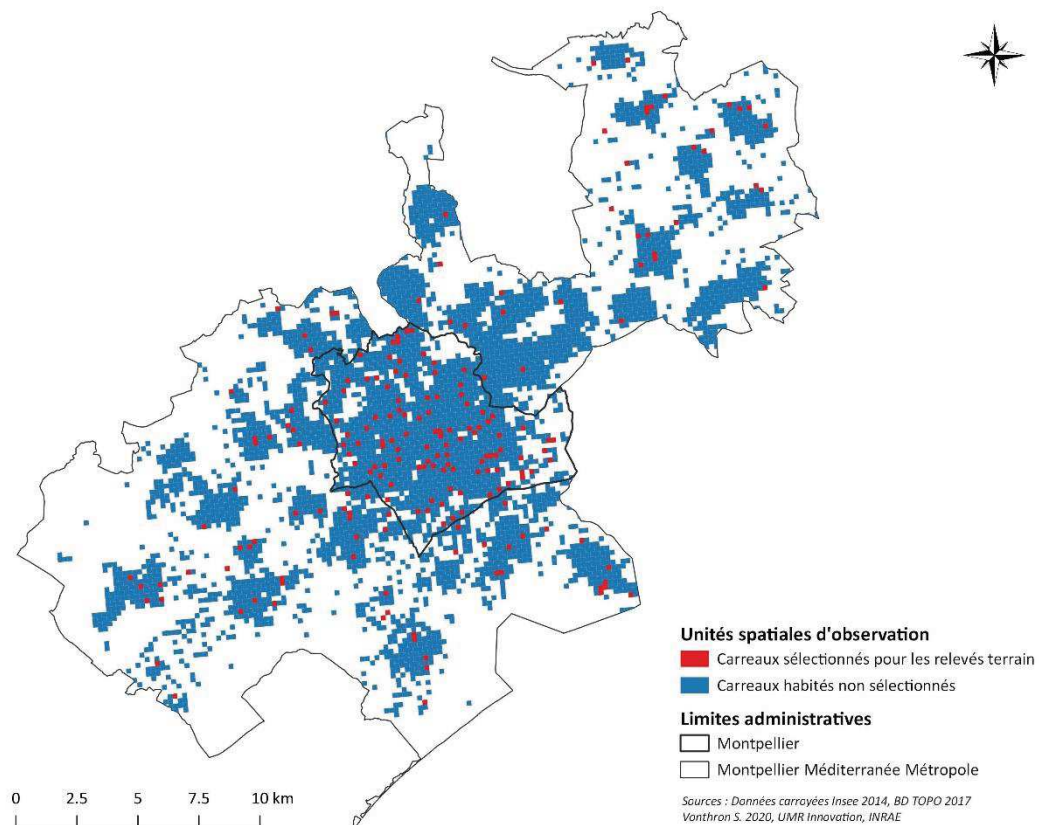 Unités spatiales d'observation
Carreaux sélectionnés pour les relevés terrain
Carreaux habités non sélectionnés
Limites administratives
Montpellier
Montpellier Méditerranée Métropole
0 2.5 5 7.5 10 km
Sources : Données carroyées Insee 2014, BD TOPO 2017
Vonthron S. 2020, UMR Innovation, INRAE